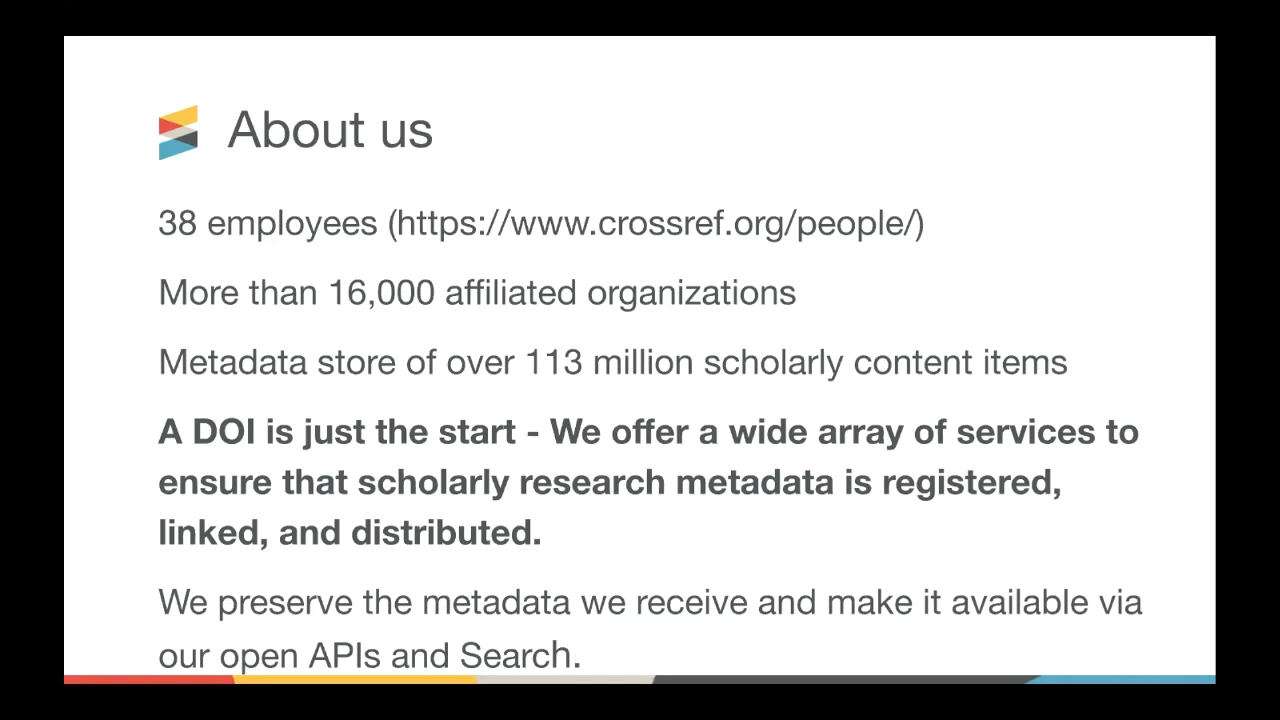 About us
38 employees (https://www.crossref.org/people/)
More than 16,000 affiliated organizations
Metadata store of over 113 million scholarly content items
A DOI is just the start - We offer a wide array of services to
ensure that scholarly research metadata is registered,
linked, and distributed.
We preserve the metadata we receive and make it available via
our open APIs and Search.